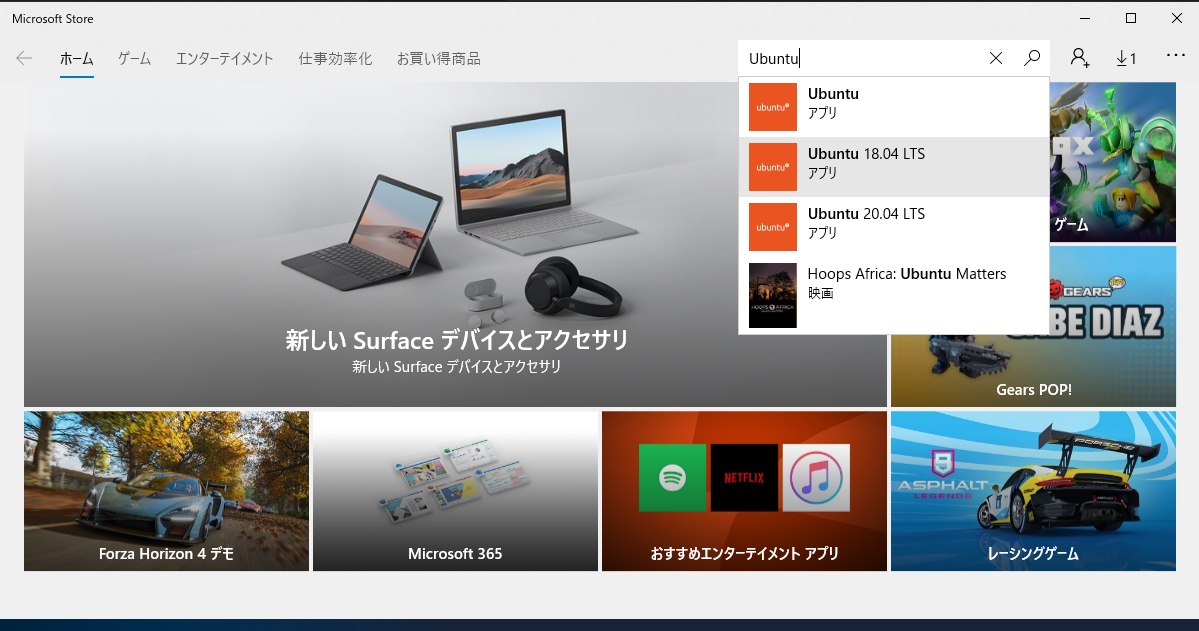 Microsoft Store
ホーム ゲーム エンターテイメント 仕事効率化 お買い得商品
Ubuntu
1
ubuntu
Ubuntu
アプリ
ubuntu
Ubuntu 18.04 LTS
アプリ
ubuntu
Ubuntu 20.04 LTS
アプリ
HOOPS AFRICA
Hoops Africa: Ubuntu Matters
映画
ゲーム
新しい Surface デバイスとアクセサリ
新しい Surface デバイスとアクセサリ
GEARS
POP!
GABE DIAZ
Gears POP!
Forza Horizon 4 デモ
Microsoft 365
NETFLIX
おすすめエンターテイメント アプリ
PORSCHE
ASPHALT
LEGENDS
レーシングゲーム